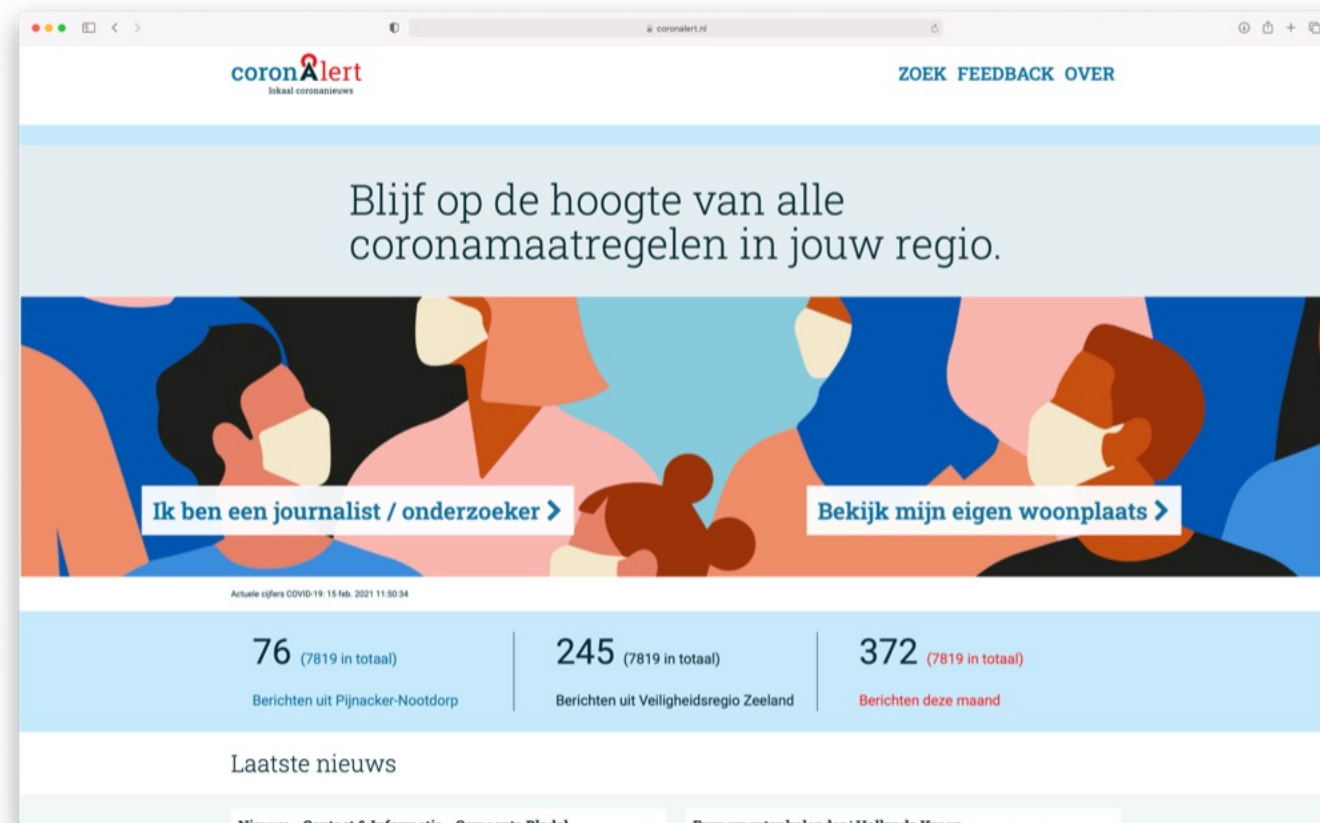 coronalert.nl
coronAlert
lokaal coronanieuws
ZOEK FEEDBACK OVER
Blijf op de hoogte van alle
coronamaatregelen in jouw regio.
Ik ben een journalist / onderzoeker
Bekijk mijn eigen woonplaats
Actuele cijfers COVID-19: 15 feb. 2021 11:50:34
76 (7819 in totaal)
Berichten uit Pijnacker-Nootdorp
245 (7819 in totaal)
Berichten uit Veiligheidsregio Zeeland
372 (7819 in totaal)
Berichten deze maand
Laatste nieuws